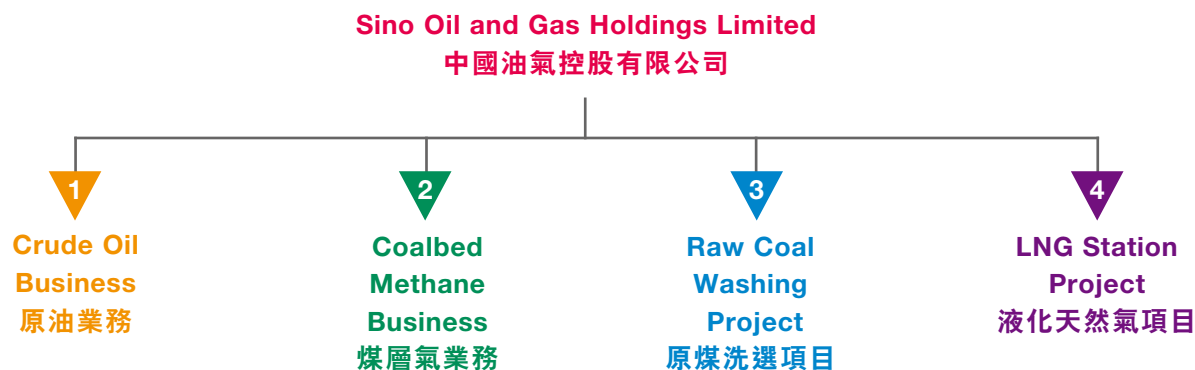 Sino Oil and Gas Holdings Limited
中國油氣控股有限公司
1
Crude Oil
Business
原油業務
2
Coalbed
Methane
Business
煤層氣業務
3
Raw Coal
Washing
Project
原煤洗選項目
4
LNG Station
Project
液化天然氣項目